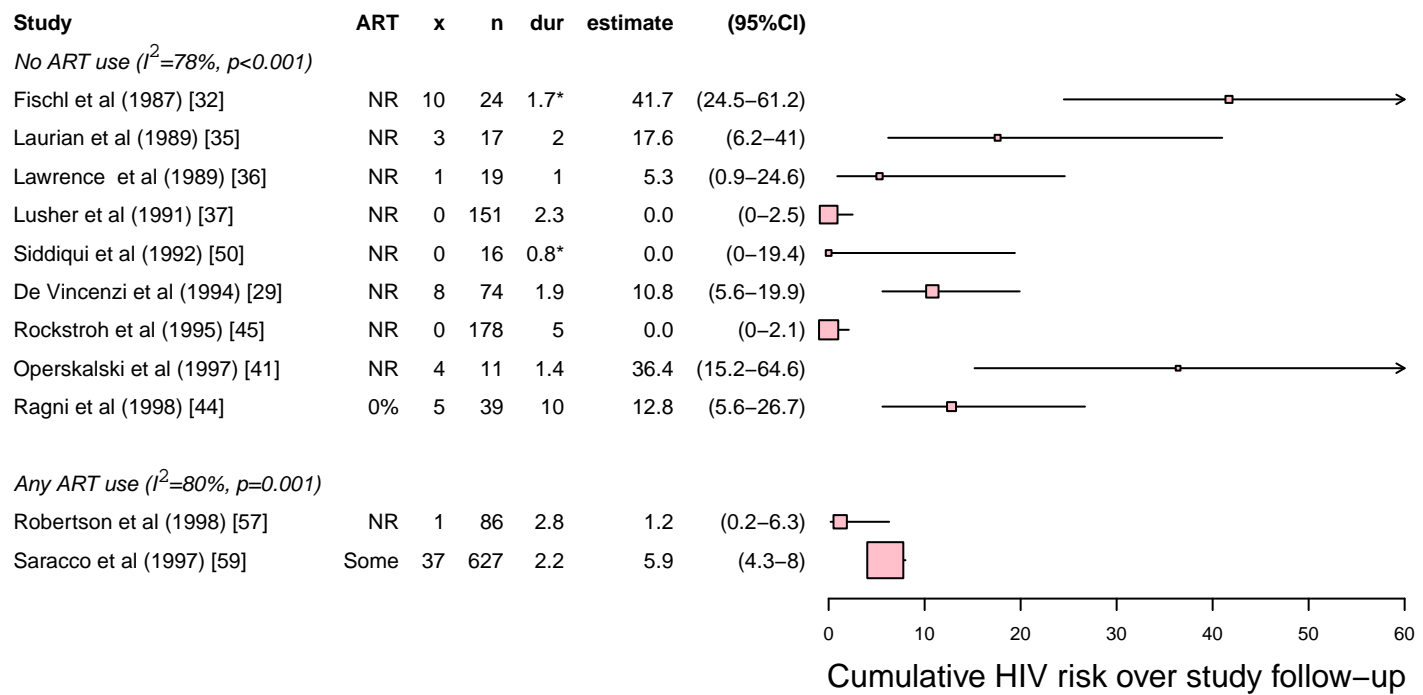 Study ART x n dur estimate (95%CI)
No ART use (I²=78%, p<0.001)
Fischl et al (1987) [32] NR 10 24 1.7* 41.7 (24.5−61.2)
Laurian et al (1989) [35] NR 3 17 2 17.6 (6.2−41)
Lawrence et al (1989) [36] NR 1 19 1 5.3 (0.9−24.6)
Lusher et al (1991) [37] NR 0 151 2.3 0.0 (0−2.5)
Siddiqui et al (1992) [50] NR 0 16 0.8* 0.0 (0−19.4)
De Vincenzi et al (1994) [29] NR 8 74 1.9 10.8 (5.6−19.9)
Rockstroh et al (1995) [45] NR 0 178 5 0.0 (0−2.1)
Operskalski et al (1997) [41] NR 4 11 1.4 36.4 (15.2−64.6)
Ragni et al (1998) [44] 0% 5 39 10 12.8 (5.6−26.7)
Any ART use (I²=80%, p=0.001)
Robertson et al (1998) [57] NR 1 86 2.8 1.2 (0.2−6.3)
Saracco et al (1997) [59] Some 37 627 2.2 5.9 (4.3−8)
0 10 20 30 40 50 60
Cumulative HIV risk over study follow−up